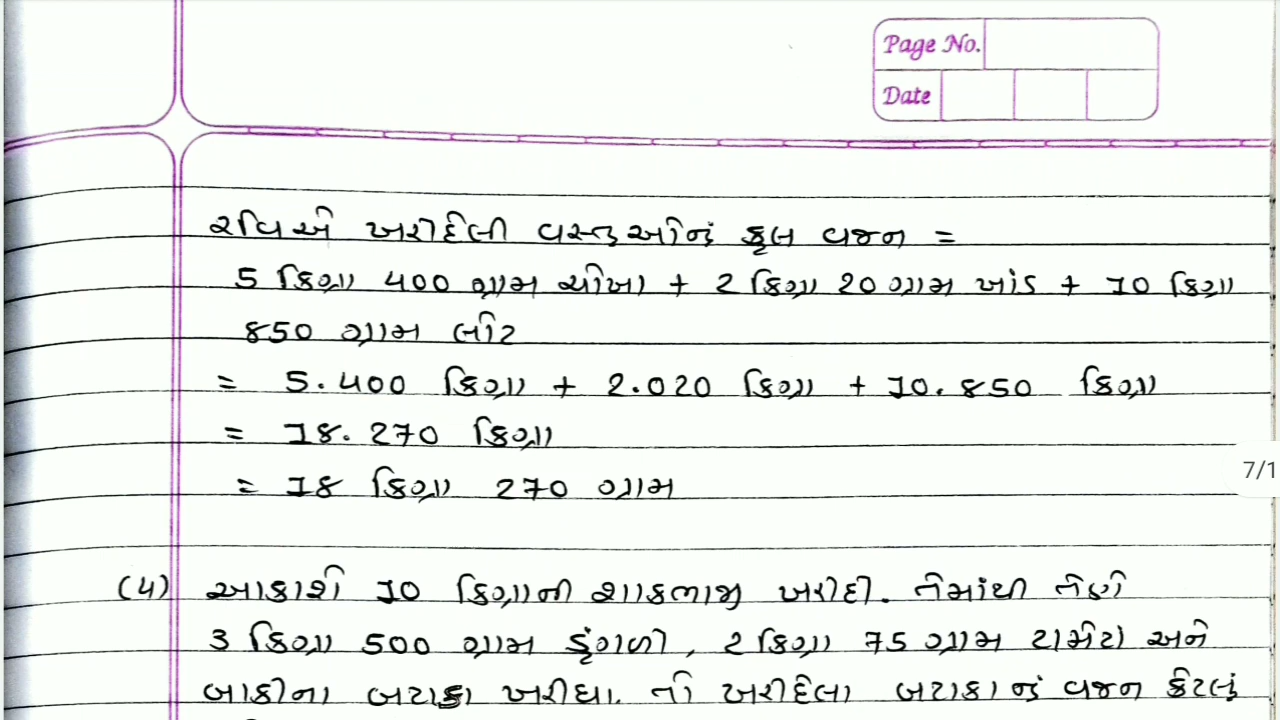 Page No.
Date
રવિએ ખરીદેલી વસ્તુઓનું કુલ વજન =
5 કિગ્રા 400 ગ્રામ ચોખા + 2 કિગ્રા 20 ગ્રામ ખાંડ + 10 કિગ્રા
850 ગ્રામ લોટ
= 5.400 કિગ્રા + 2.020 કિગ્રા + 10.850 કિગ્રા
= 18.270 કિગ્રા
= 18 કિગ્રા 270 ગ્રામ
7/1
(૫) આકાશે 10 કિગ્રાની શાકભાજી ખરીદી. તેમાંથી તેણે
3 કિગ્રા 500 ગ્રામ ડુંગળી, 2 કિગ્રા 75 ગ્રામ ટામેટા અને
બાકીના બટાકા ખરીદ્યા. તો ખરીદેલા બટાકાનું વજન કેટલું